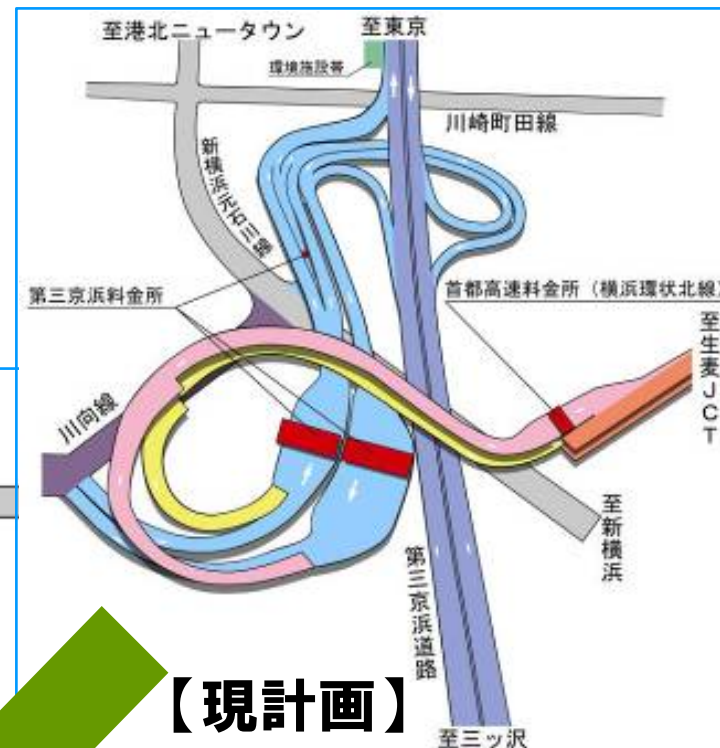 至港北ニュータウン
至東京
環境施設帯
川崎町田線
新横浜元石川線
第三京浜料金所
首都高速料金所（横浜環状北線）
至生麦JCT
川向線
至新横浜
第三京浜道路
【現計画】
至三ッ沢